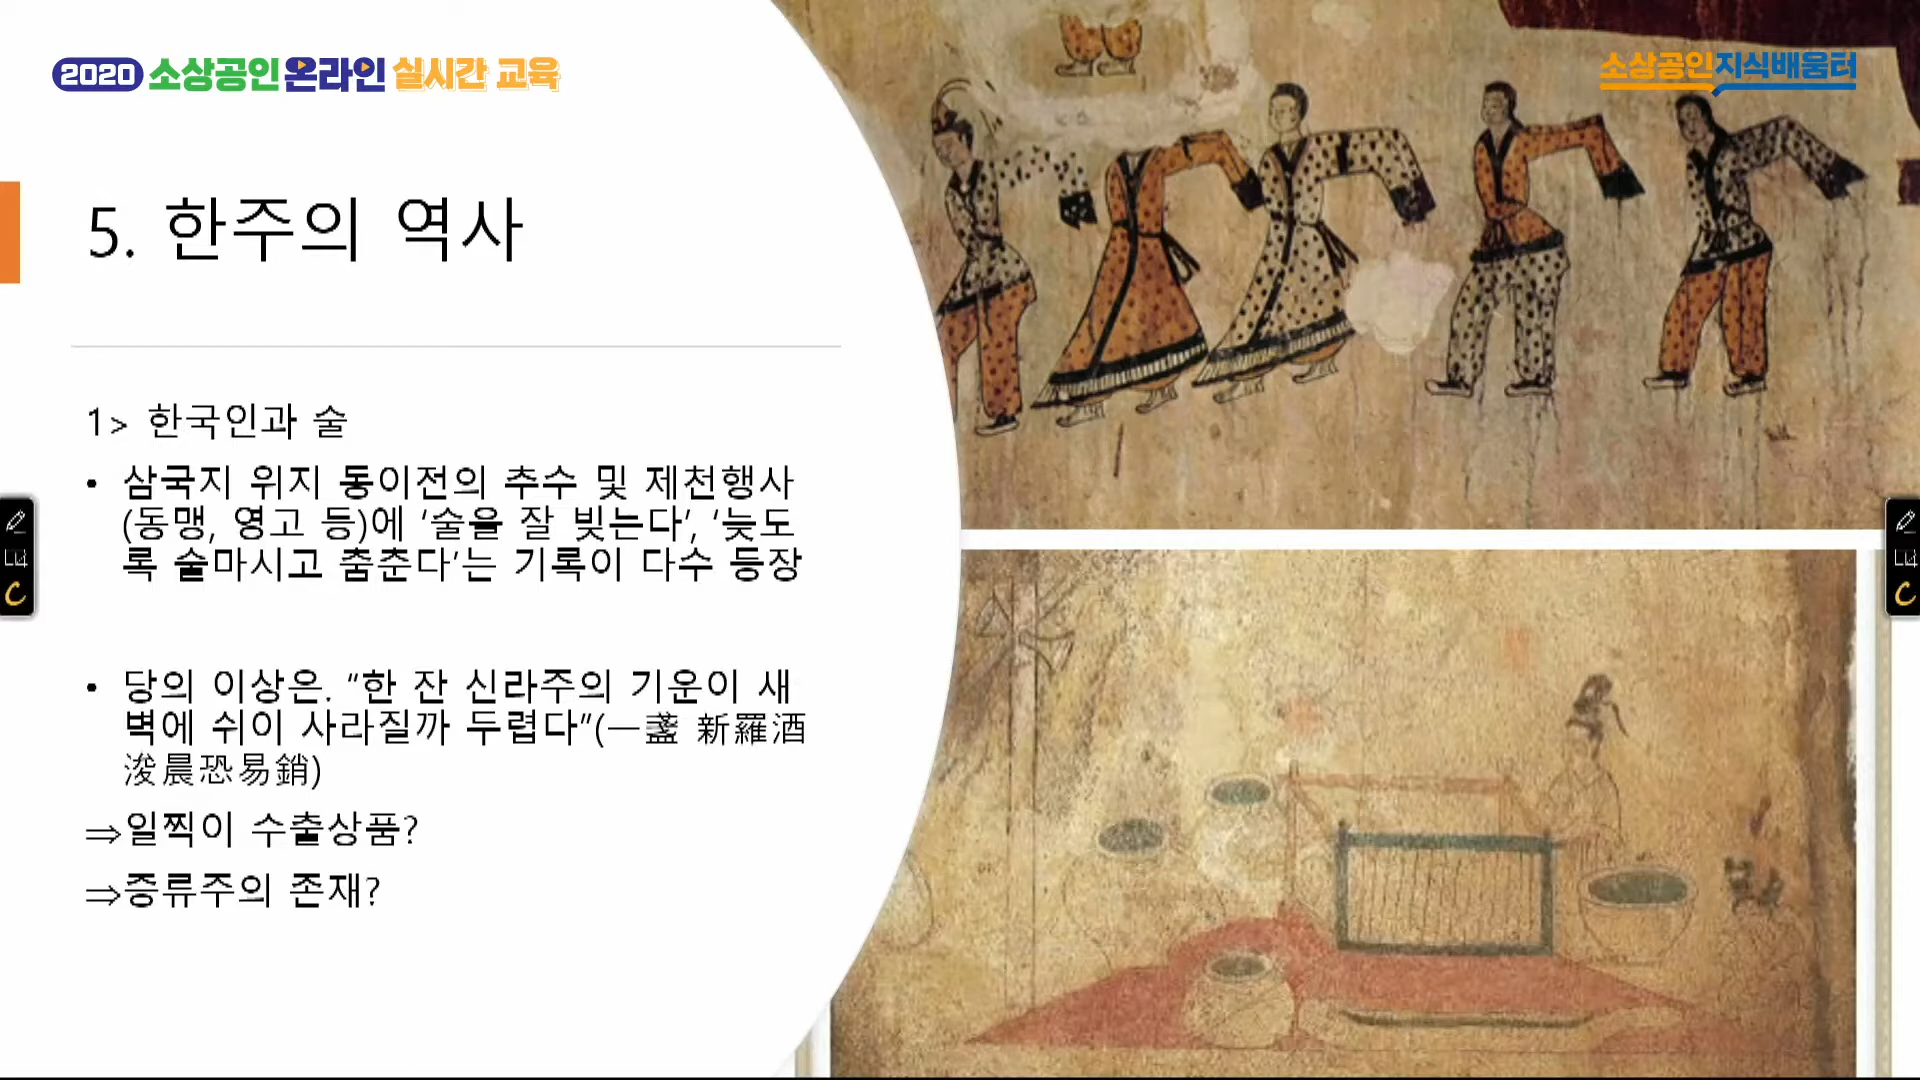 2020 소상공인 온라인 실시간 교육
소상공인지식배움터
5. 한주의 역사
1> 한국인과 술
• 삼국지 위지 동이전의 추수 및 제천행사
(동맹, 영고 등)에 ‘술을 잘 빚는다’, ‘늦도
록 술마시고 춤춘다’는 기록이 다수 등장
• 당의 이상은. “한 잔 신라주의 기운이 새
벽에 쉬이 사라질까 두렵다”(一盞 新羅酒
浚晨恐易銷)
⇒일찍이 수출상품?
⇒증류주의 존재?